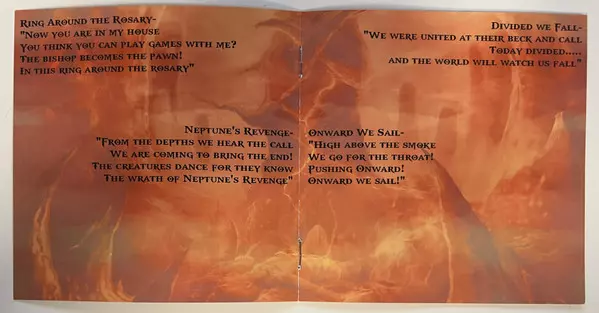 Ring Around the Rosary-
"Now you are in my house
You think you can play games with me?
The bishop becomes the pawn!
In this ring around the rosary"
Divided we Fall-
"We were united at their beck and call
Today divided.....
and the world will watch us fall"
Neptune's Revenge-
"From the depths we hear the call
We are coming to bring the end!
The creatures dance for they know
The wrath of Neptune's Revenge"
Onward We Sail-
"High above the smoke
We go for the throat!
Pushing Onward!
Onward we sail!"